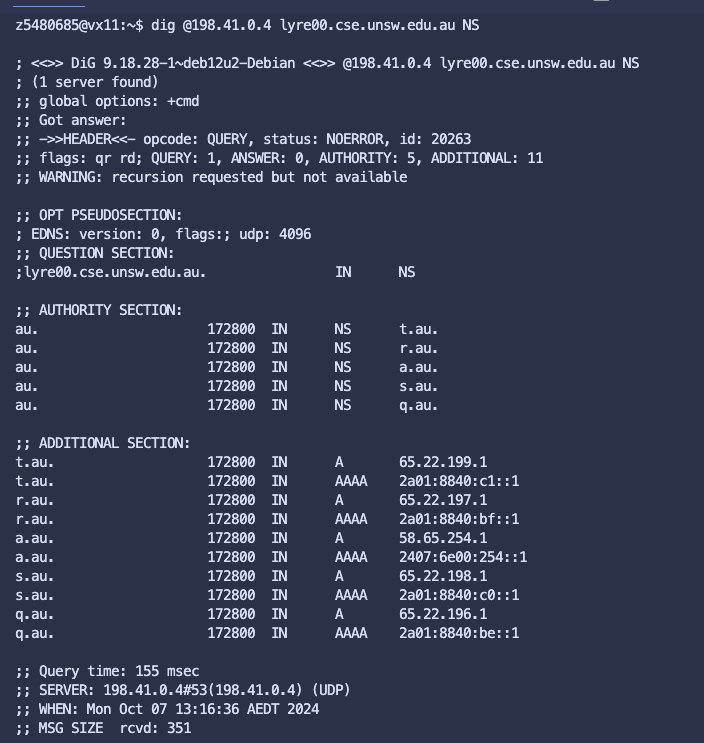 z5480685@vx11:~$ dig @198.41.0.4 lyre00.cse.unsw.edu.au NS
; <<>> DiG 9.18.28-1~deb12u2-Debian <<>> @198.41.0.4 lyre00.cse.unsw.edu.au NS
; (1 server found)
;; global options: +cmd
;; Got answer:
;; ->>HEADER<<- opcode: QUERY, status: NOERROR, id: 20263
;; flags: qr rd; QUERY: 1, ANSWER: 0, AUTHORITY: 5, ADDITIONAL: 11
;; WARNING: recursion requested but not available
;; OPT PSEUDOSECTION:
; EDNS: version: 0, flags:; udp: 4096
;; QUESTION SECTION:
;lyre00.cse.unsw.edu.au. IN NS
;; AUTHORITY SECTION:
au. 172800 IN NS t.au.
au. 172800 IN NS r.au.
au. 172800 IN NS a.au.
au. 172800 IN NS s.au.
au. 172800 IN NS q.au.
;; ADDITIONAL SECTION:
t.au. 172800 IN A 65.22.199.1
t.au. 172800 IN AAAA 2a01:8840:c1::1
r.au. 172800 IN A 65.22.197.1
r.au. 172800 IN AAAA 2a01:8840:bf::1
a.au. 172800 IN A 58.65.254.1
a.au. 172800 IN AAAA 2407:6e00:254::1
s.au. 172800 IN A 65.22.198.1
s.au. 172800 IN AAAA 2a01:8840:c0::1
q.au. 172800 IN A 65.22.196.1
q.au. 172800 IN AAAA 2a01:8840:be::1
;; Query time: 155 msec
;; SERVER: 198.41.0.4#53(198.41.0.4) (UDP)
;; WHEN: Mon Oct 07 13:16:36 AEDT 2024
;; MSG SIZE rcvd: 351